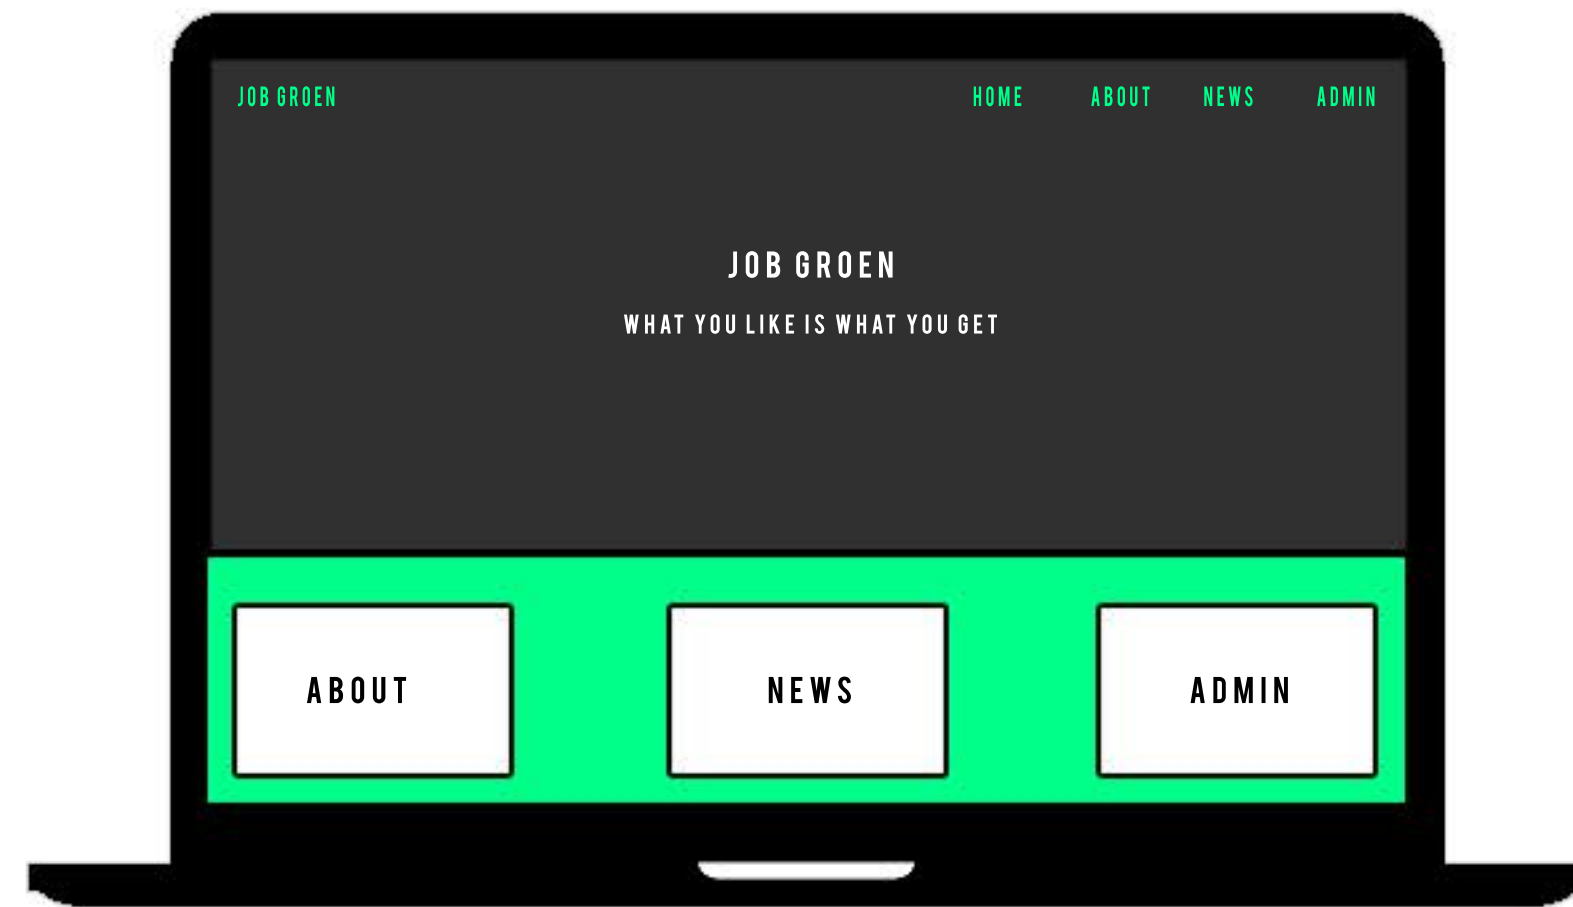 JOB GROEN HOME ABOUT NEWS ADMIN
JOB GROEN
WHAT YOU LIKE IS WHAT YOU GET
ABOUT NEWS ADMIN